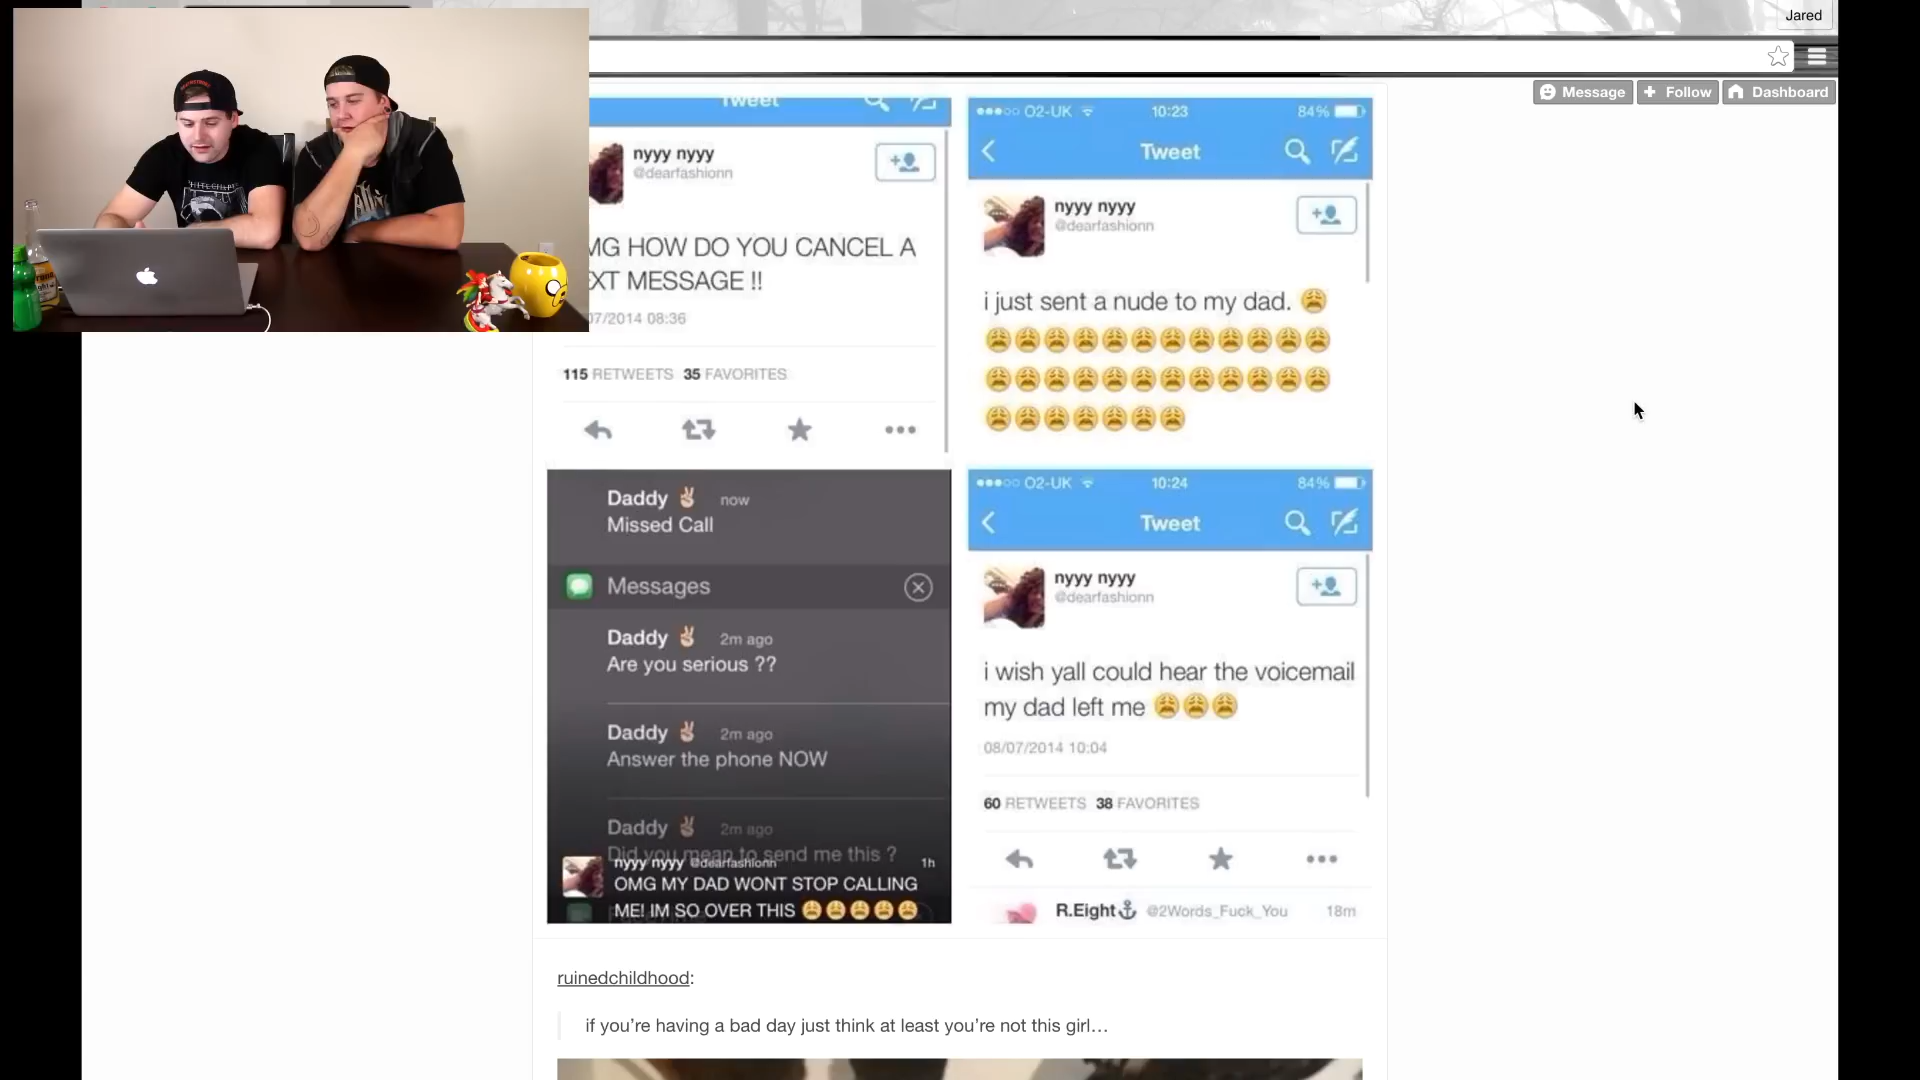 Jared
Message
Follow
Dashboard
Tweet
nyyy nyyy
@dearfashionn
MG HOW DO YOU CANCEL A
EXT MESSAGE !!
07/2014 08:36
115 RETWEETS 35 FAVORITES
O2-UK 10:23 84%
Tweet
nyyy nyyy
@dearfashionn
i just sent a nude to my dad. 😩
😩😩😩😩😩😩😩😩😩😩😩😩
😩😩😩😩😩😩😩😩😩😩😩😩
😩😩😩😩😩😩😩
Daddy ✌🏼 now
Missed Call
Messages
Daddy ✌🏼 2m ago
Are you serious ??
Daddy ✌🏼 2m ago
Answer the phone NOW
Daddy ✌🏼 2m ago
Did you mean to send me this ?
nyyy nyyy @dearfashionn 1h
OMG MY DAD WONT STOP CALLING
ME! IM SO OVER THIS 😩😩😩😩😩
O2-UK 10:24 84%
Tweet
nyyy nyyy
@dearfashionn
i wish yall could hear the voicemail
my dad left me 😩😩😩
08/07/2014 10:04
60 RETWEETS 38 FAVORITES
R.Eight⚓ @2Words_Fuck_You 18m
ruinedchildhood:
if you’re having a bad day just think at least you’re not this girl…